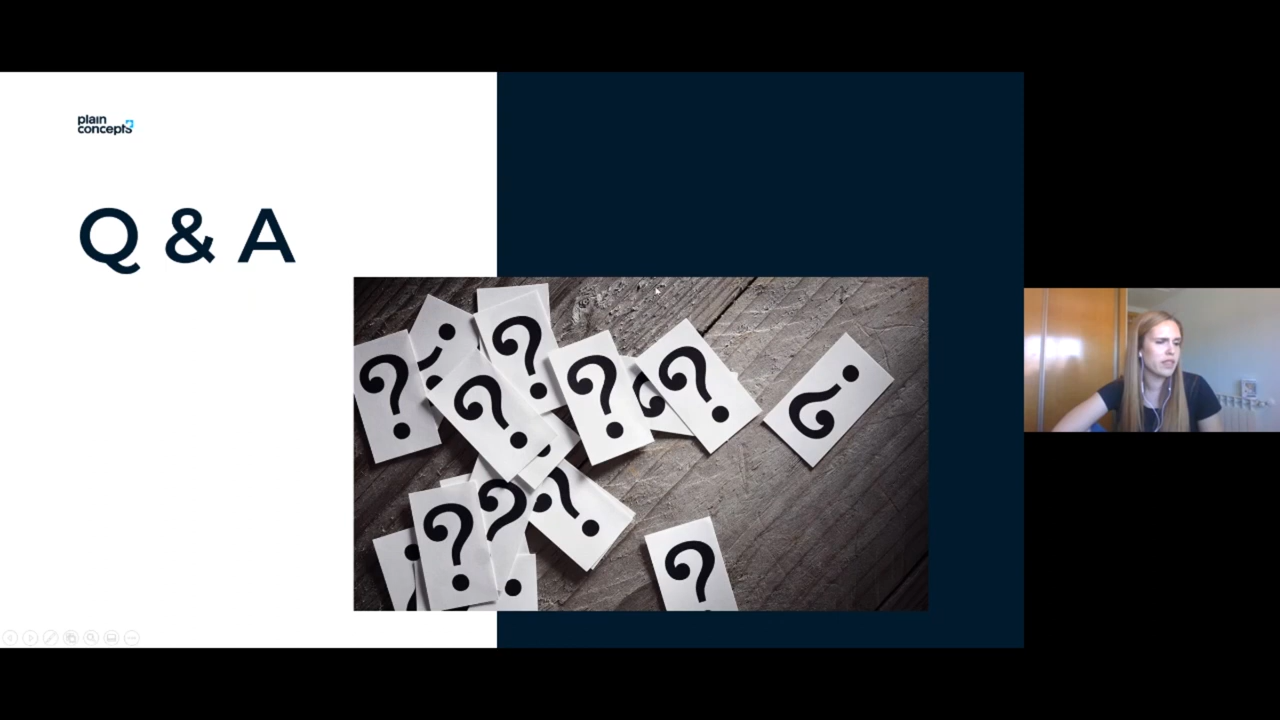 plain
concepts
Q & A
? ? ? ? ? ? ?
? ? ? ?